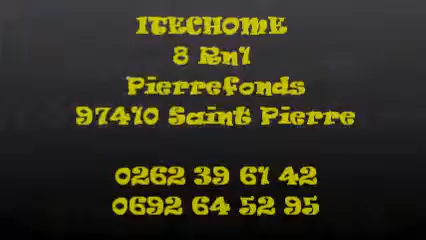 ITECHOME
8 Rn1
Pierrefonds
97410 Saint Pierre
0262 39 61 42
0692 64 52 95